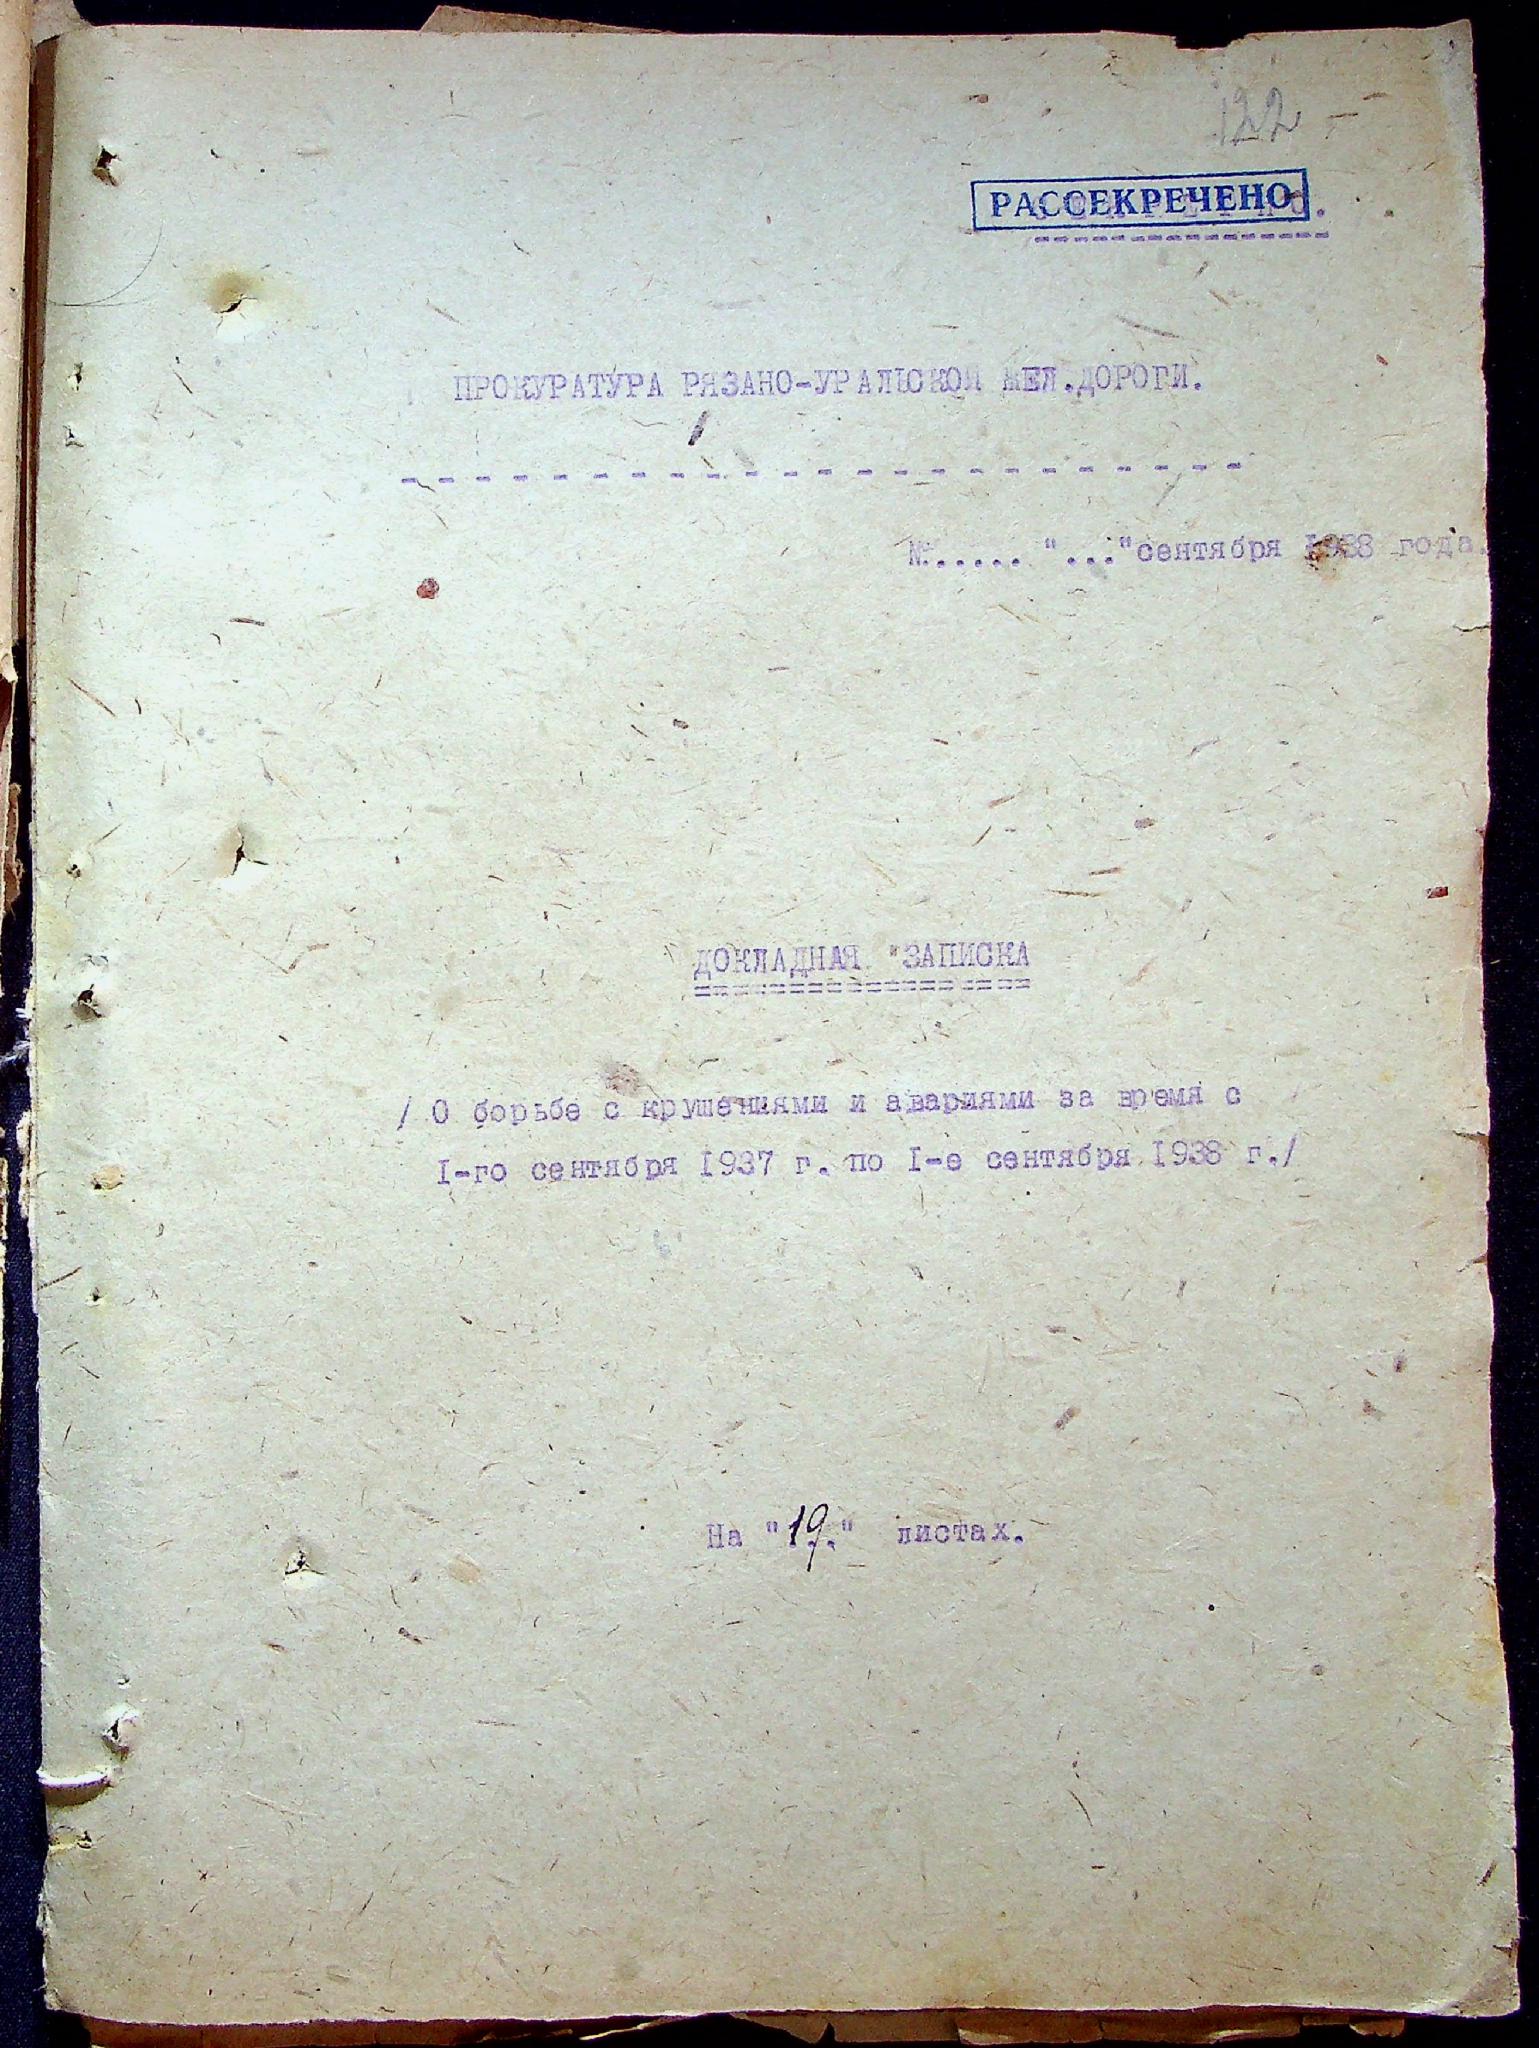 122
РАССЕКРЕЧЕНО
ПРОКУРАТУРА РЯЗАНО-УРАЛЬСКОЙ ЖЕЛ.ДОРОГИ.
№..... "..."сентября 1938 года.
ДОКЛАДНАЯ ЗАПИСКА
/ О борьбе с крушениями и авариями за время с
I-го сентября 1937 г. по I-е сентября 1938 г./
На "19" листах.